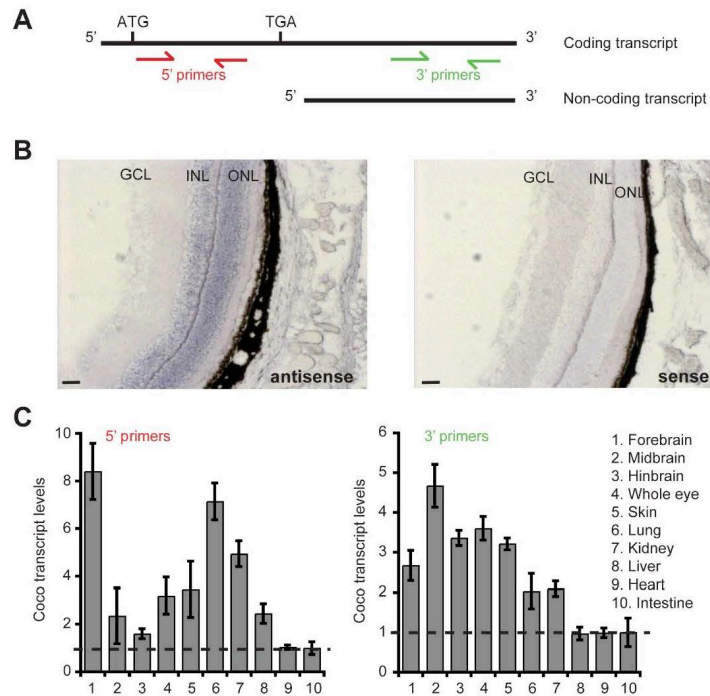 A
ATG TGA
5’ 3’ Coding transcript
5’ primers 3’ primers
5’ 3’ Non-coding transcript
B
GCL INL ONL GCL INL ONL
antisense sense
C
5’ primers 3’ primers
Coco transcript levels
10
8
6
4
2
0
1 2 3 4 5 6 7 8 9 10
Coco transcript levels
6
5
4
3
2
1
0
1 2 3 4 5 6 7 8 9 10
1. Forebrain
2. Midbrain
3. Hinbrain
4. Whole eye
5. Skin
6. Lung
7. Kidney
8. Liver
9. Heart
10. Intestine